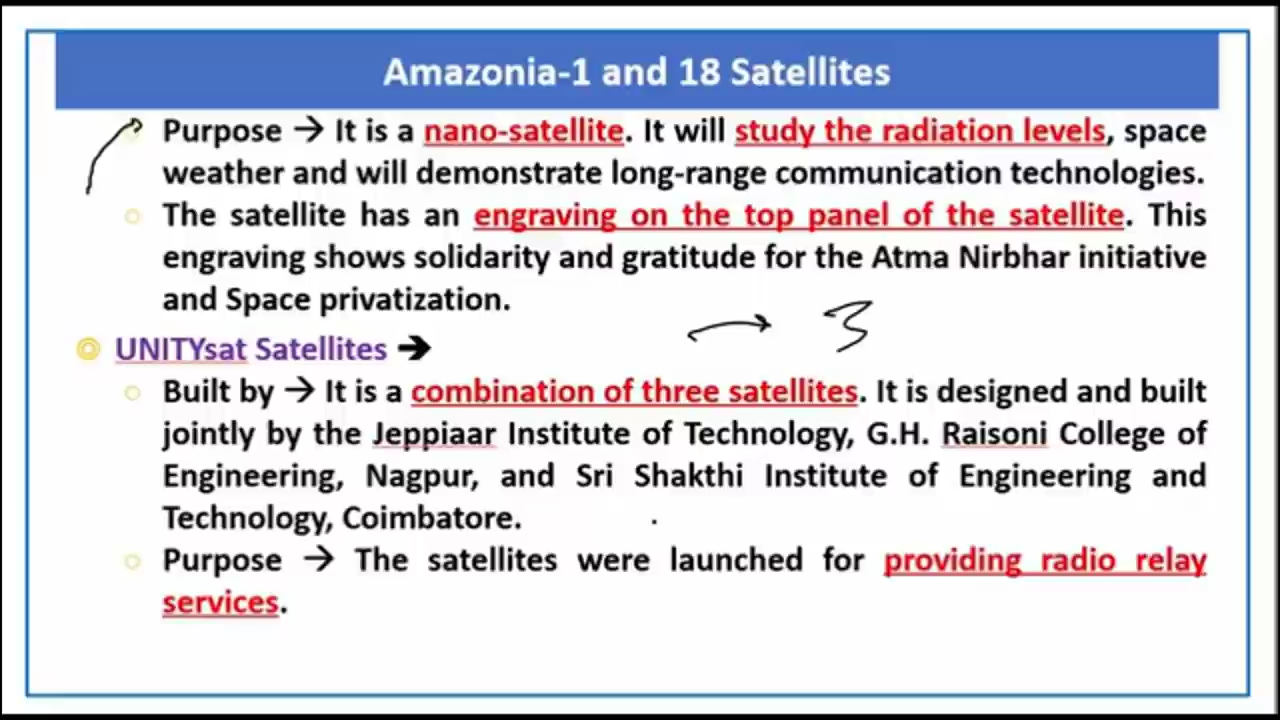 Amazonia-1 and 18 Satellites
Purpose → It is a nano-satellite. It will study the radiation levels, space
weather and will demonstrate long-range communication technologies.
The satellite has an engraving on the top panel of the satellite. This
engraving shows solidarity and gratitude for the Atma Nirbhar initiative
and Space privatization.
→ 3
UNITYsat Satellites →
Built by → It is a combination of three satellites. It is designed and built
jointly by the Jeppiaar Institute of Technology, G.H. Raisoni College of
Engineering, Nagpur, and Sri Shakthi Institute of Engineering and
Technology, Coimbatore.
Purpose → The satellites were launched for providing radio relay
services.